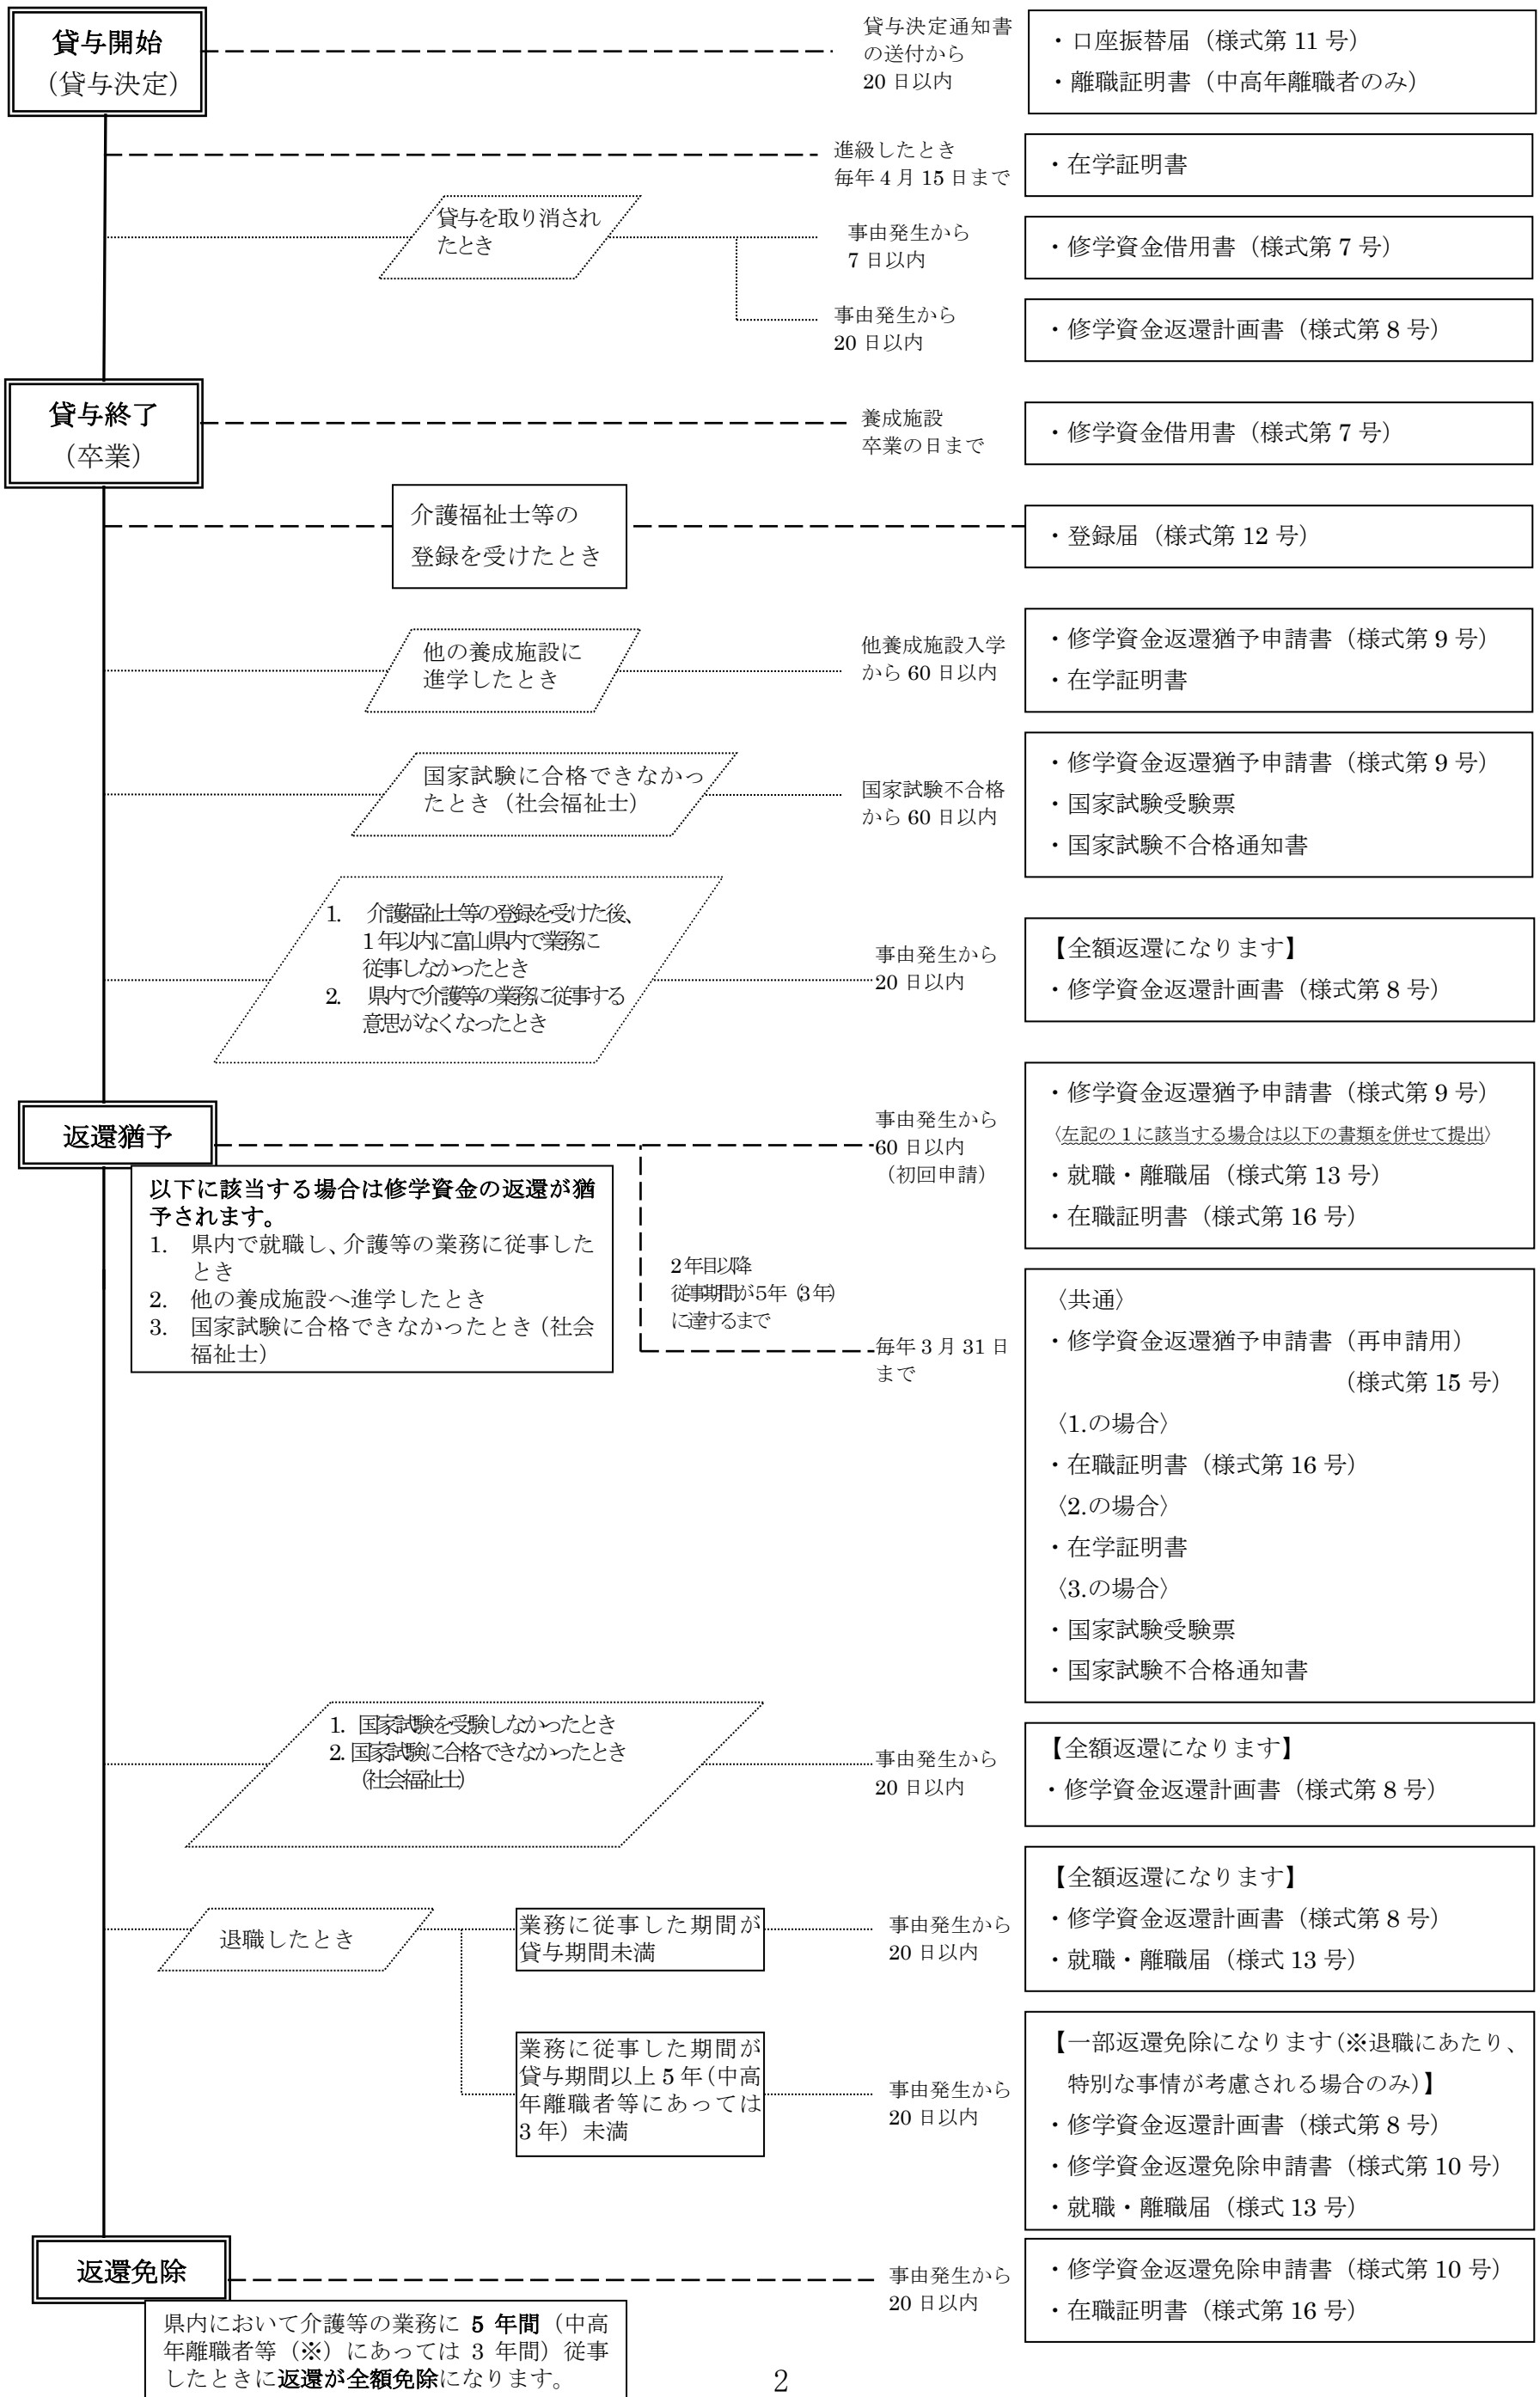 貸与開始
（貸与決定）
貸与決定通知書
の送付から
20 日以内
・口座振替届（様式第 11 号）
・離職証明書（中高年離職者のみ）
進級したとき
毎年 4 月 15 日まで
・在学証明書
貸与を取り消され
たとき
事由発生から
7 日以内
・修学資金借用書（様式第 7 号）
事由発生から
20 日以内
・修学資金返還計画書（様式第 8 号）
貸与終了
（卒業）
養成施設
卒業の日まで
・修学資金借用書（様式第 7 号）
介護福祉士等の
登録を受けたとき
・登録届（様式第 12 号）
他の養成施設に
進学したとき
他養成施設入学
から 60 日以内
・修学資金返還猶予申請書（様式第 9 号）
・在学証明書
国家試験に合格できなかっ
たとき（社会福祉士）
国家試験不合格
から 60 日以内
・修学資金返還猶予申請書（様式第 9 号）
・国家試験受験票
・国家試験不合格通知書
1. 介護福祉士等の登録を受けた後、
1 年以内に富山県内で業務に
従事しなかったとき
2. 県内で介護等の業務に従事する
意思がなくなったとき
事由発生から
20 日以内
【全額返還になります】
・修学資金返還計画書（様式第 8 号）
返還猶予
事由発生から
60 日以内
（初回申請）
・修学資金返還猶予申請書（様式第 9 号）
〈左記の 1 に該当する場合は以下の書類を併せて提出〉
・就職・離職届（様式第 13 号）
・在職証明書（様式第 16 号）
以下に該当する場合は修学資金の返還が猶
予されます。
1. 県内で就職し、介護等の業務に従事した
とき
2. 他の養成施設へ進学したとき
3. 国家試験に合格できなかったとき（社会
福祉士）
2 年目以降
従事期間が 5 年（3 年）
に達するまで
毎年 3 月 31 日
まで
〈共通〉
・修学資金返還猶予申請書（再申請用）
（様式第 15 号）
〈1.の場合〉
・在職証明書（様式第 16 号）
〈2.の場合〉
・在学証明書
〈3.の場合〉
・国家試験受験票
・国家試験不合格通知書
1. 国家試験を受験しなかったとき
2. 国家試験に合格できなかったとき
（社会福祉士）
事由発生から
20 日以内
【全額返還になります】
・修学資金返還計画書（様式第 8 号）
退職したとき
業務に従事した期間が
貸与期間未満
事由発生から
20 日以内
【全額返還になります】
・修学資金返還計画書（様式第 8 号）
・就職・離職届（様式 13 号）
業務に従事した期間が
貸与期間以上 5 年（中高
年離職者等にあっては
3 年）未満
事由発生から
20 日以内
【一部返還免除になります（※退職にあたり、
特別な事情が考慮される場合のみ）】
・修学資金返還計画書（様式第 8 号）
・修学資金返還免除申請書（様式第 10 号）
・就職・離職届（様式 13 号）
返還免除
事由発生から
20 日以内
・修学資金返還免除申請書（様式第 10 号）
・在職証明書（様式第 16 号）
県内において介護等の業務に 5 年間（中高
年離職者等（※）にあっては 3 年間）従事
したときに返還が全額免除になります。
2